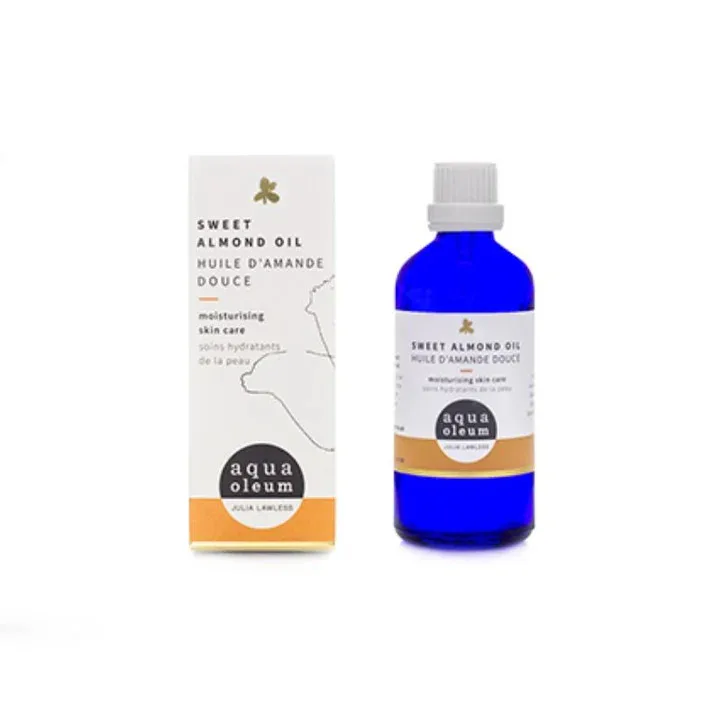 SWEET
ALMOND OIL
HUILE D'AMANDE
DOUCE
moisturising
skin care
soins hydratants
de la peau
aqua
oleum
JULIA LAWLESS
SWEET ALMOND OIL
HUILE D'AMANDE DOUCE
moisturising skin care
soins hydratants de la peau
aqua
oleum
JULIA LAWLESS